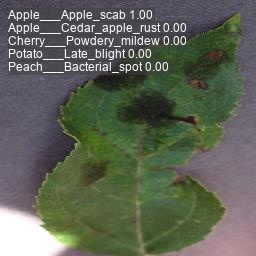 Apple___Apple_scab 1.00
Apple___Cedar_apple_rust 0.00
Cherry___Powdery_mildew 0.00
Potato___Late_blight 0.00
Peach___Bacterial_spot 0.00